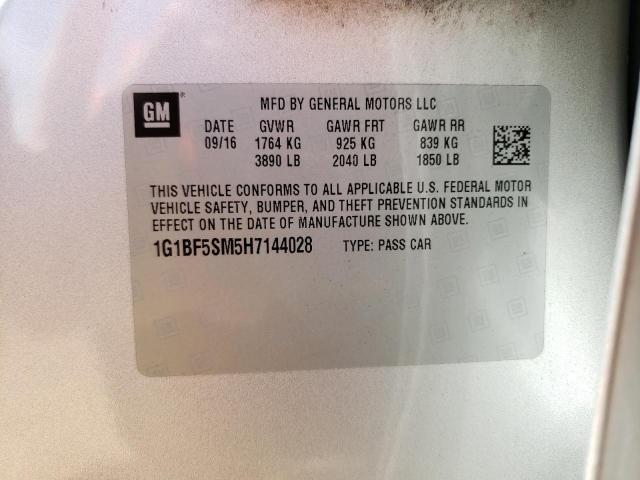 GM ®
MFD BY GENERAL MOTORS LLC
DATE GVWR GAWR FRT GAWR RR
09/16 1764 KG 925 KG 839 KG
3890 LB 2040 LB 1850 LB
THIS VEHICLE CONFORMS TO ALL APPLICABLE U.S. FEDERAL MOTOR
VEHICLE SAFETY, BUMPER, AND THEFT PREVENTION STANDARDS IN
EFFECT ON THE DATE OF MANUFACTURE SHOWN ABOVE.
1G1BF5SM5H7144028 TYPE: PASS CAR